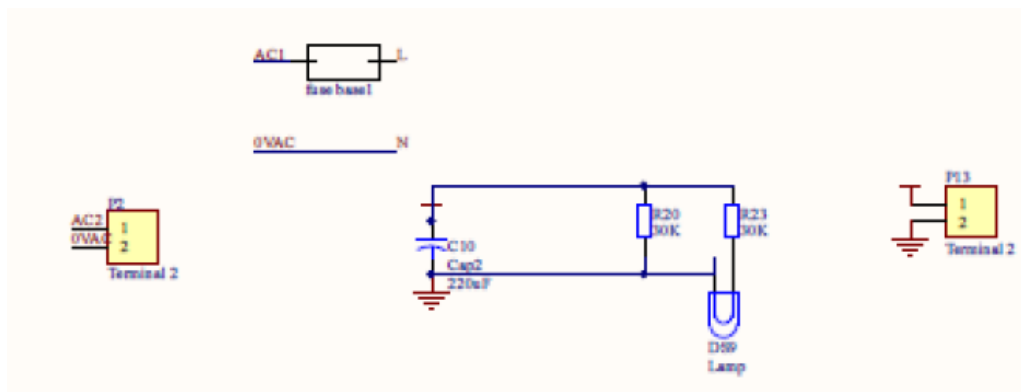 AC1
L
fuse base1
0VAC
N
P2
AC2
1
0VAC
2
Terminal 2
C10
Cap2
220uF
R20
30K
R23
30K
Lamp
P13
1
2
Terminal 2